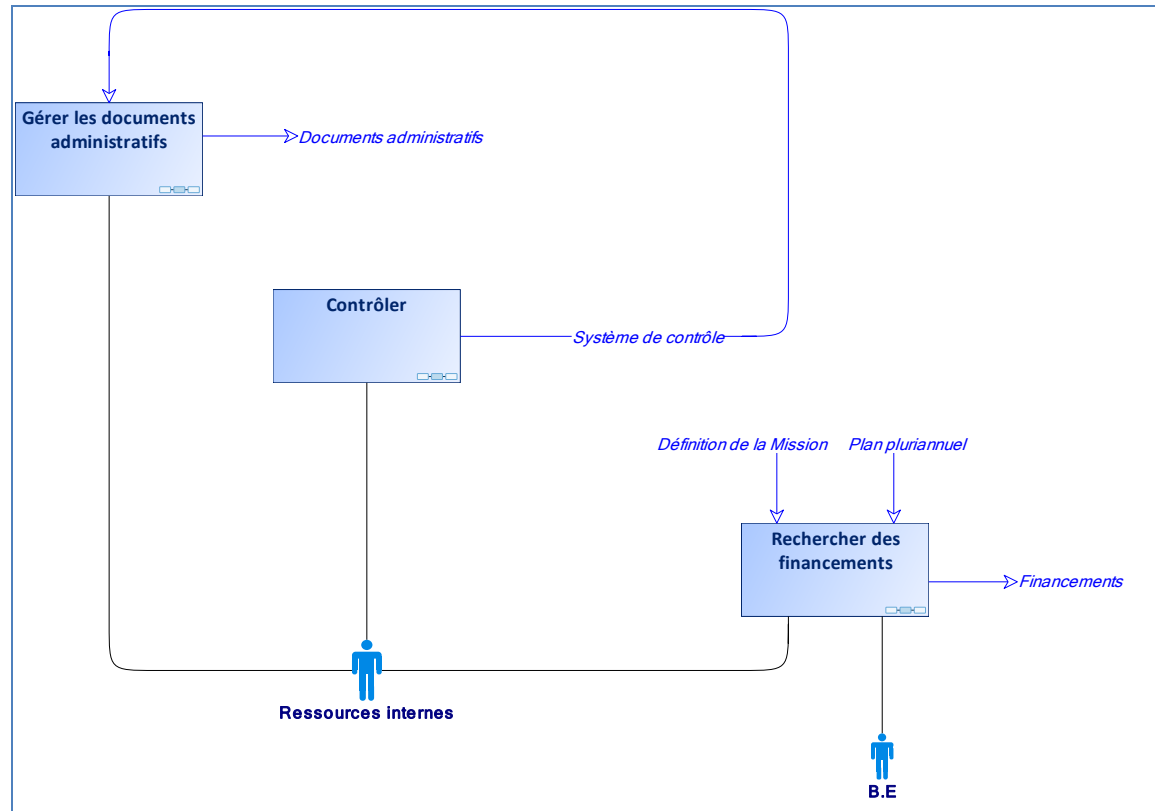 Gérer les documents
administratifs
Documents administratifs
Contrôler
Système de contrôle
Définition de la Mission
Plan pluriannuel
Rechercher des
financements
Financements
Ressources internes
B.E